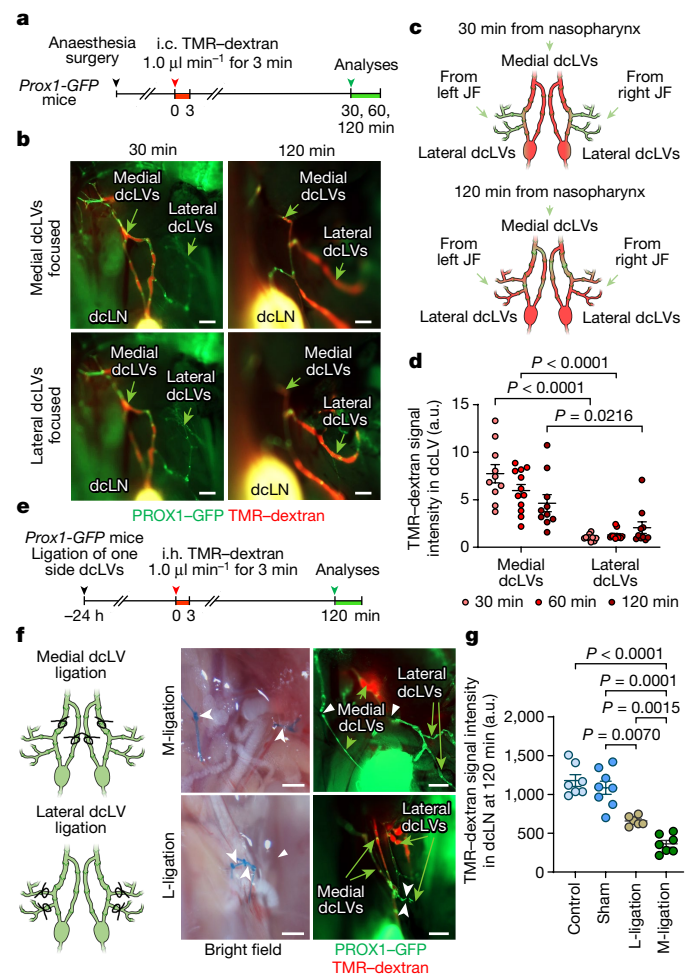 a
Anaesthesia
surgery
i.c. TMR–dextran
1.0 μl min–1 for 3 min
Analyses
Prox1-GFP
mice
0 3
30, 60,
120 min
b
30 min
120 min
Medial dcLVs
focused
Medial
dcLVs
Lateral
dcLVs
dcLN
Medial
dcLVs
Lateral
dcLVs
dcLN
Lateral dcLVs
focused
Medial
dcLVs
Lateral
dcLVs
dcLN
Medial
dcLVs
Lateral
dcLVs
dcLN
PROX1–GFP TMR–dextran
c
30 min from nasopharynx
Medial dcLVs
From
left JF
From
right JF
Lateral dcLVs
Lateral dcLVs
120 min from nasopharynx
Medial dcLVs
From
left JF
From
right JF
Lateral dcLVs
Lateral dcLVs
d
P < 0.0001
P < 0.0001
P = 0.0216
TMR–dextran signal
intensity in dcLV (a.u.)
15
10
5
0
Medial
dcLVs
Lateral
dcLVs
30 min
60 min
120 min
e
Prox1-GFP mice
Ligation of one
side dcLVs
i.h. TMR–dextran
1.0 μl min–1 for 3 min
Analyses
–24 h
0 3
120 min
f
Medial dcLV
ligation
Lateral dcLV
ligation
M-ligation
L-ligation
Lateral
dcLVs
Medial
dcLVs
Lateral
dcLVs
Medial
dcLVs
Bright field
PROX1–GFP
TMR–dextran
g
P < 0.0001
P = 0.0001
P = 0.0015
P = 0.0070
TMR–dextran signal intensity
in dcLN at 120 min (a.u.)
2,000
1,500
1,000
500
0
Control
Sham
L-ligation
M-ligation